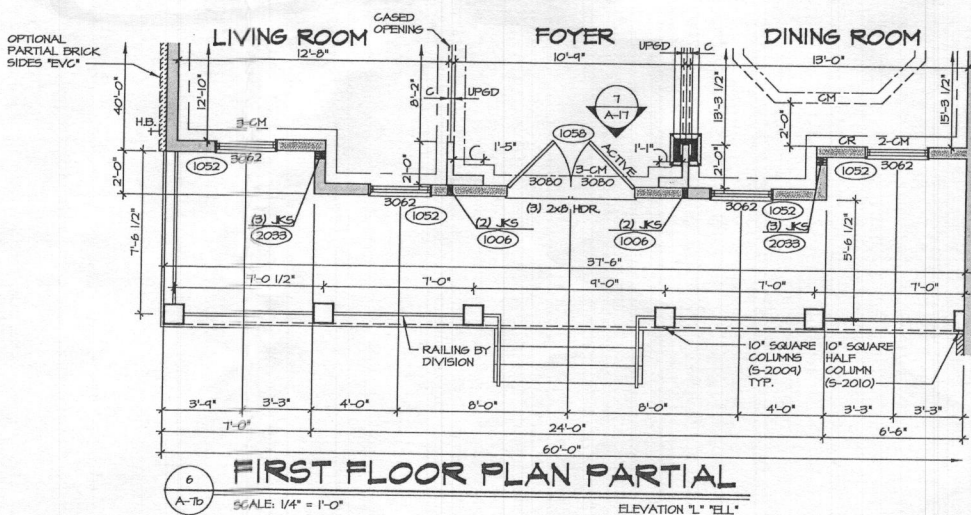 LIVING ROOM
FOYER
DINING ROOM
CASED
OPENING
OPTIONAL
PARTIAL BRICK
SIDES "EVC"
12'-8"
10'-9"
13'-0"
UPGD
C
C
UPGD
40'-0"
12'-10"
8'-2"
13'-3 1/2"
15'-3 1/2"
7
A-17
CM
2'-0"
H.B.
3-CM
1058
ACTIVE
CR
2-CM
1052
3062
C
1'-5"
3-CM
1'-1"
1052
3062
2'-0"
2'-0"
3080
3080
2'-0"
3062
1052
(3) 2x8 HDR.
3062
1052
(3) JKS
2033
(2) JKS
1006
(2) JKS
1006
(3) JKS
2033
7'-6 1/2"
5'-6 1/2"
37'-6"
7'-0 1/2"
7'-0"
9'-0"
7'-0"
7'-0"
RAILING BY
DIVISION
10" SQUARE
COLUMNS
(S-2009)
TYP.
10" SQUARE
HALF
COLUMN
(S-2010)
3'-9"
3'-3"
4'-0"
8'-0"
8'-0"
4'-0"
3'-3"
3'-3"
7'-0"
24'-0"
6'-6"
60'-0"
6
A-7b
FIRST FLOOR PLAN PARTIAL
SCALE: 1/4" = 1'-0"
ELEVATION "L" "ELL"